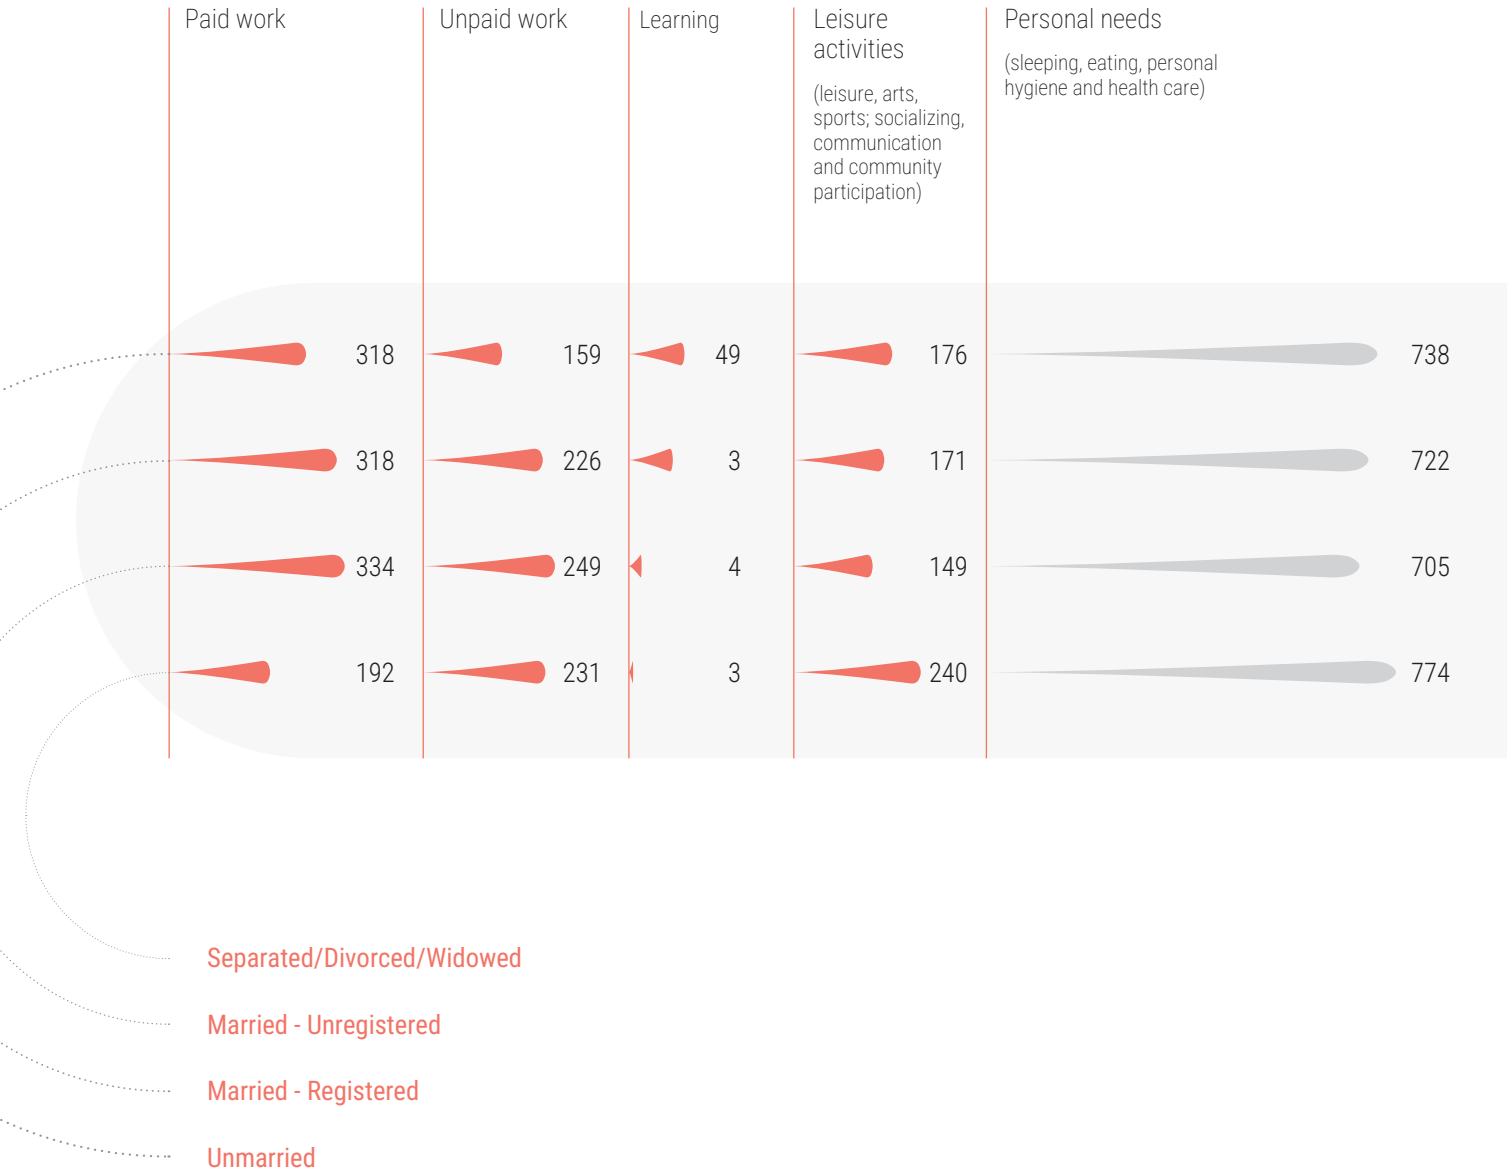 Paid work
Unpaid work
Learning
Leisure
activities
(leisure, arts,
sports; socializing,
communication
and community
participation)
Personal needs
(sleeping, eating, personal
hygiene and health care)
318 159 49 176 738
318 226 3 171 722
334 249 4 149 705
192 231 3 240 774
Separated/Divorced/Widowed
Married - Unregistered
Married - Registered
Unmarried